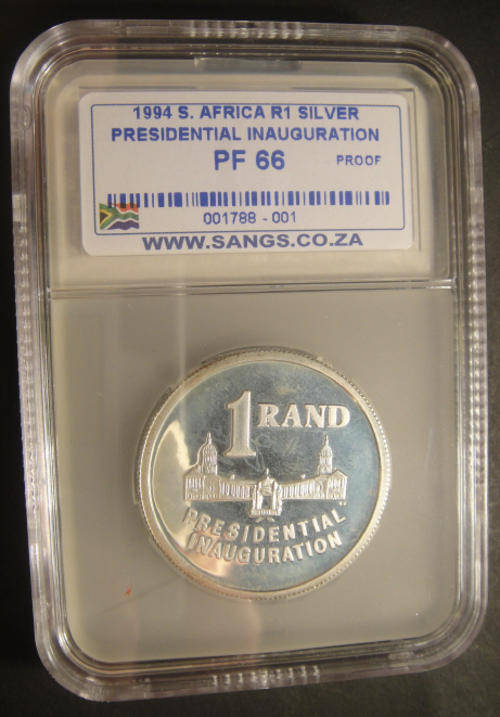 1994 S. AFRICA R1 SILVER
PRESIDENTIAL INAUGURATION
PF 66 PROOF
001788 - 001
WWW.SANGS.CO.ZA
1 RAND
PRESIDENTIAL
INAUGURATION